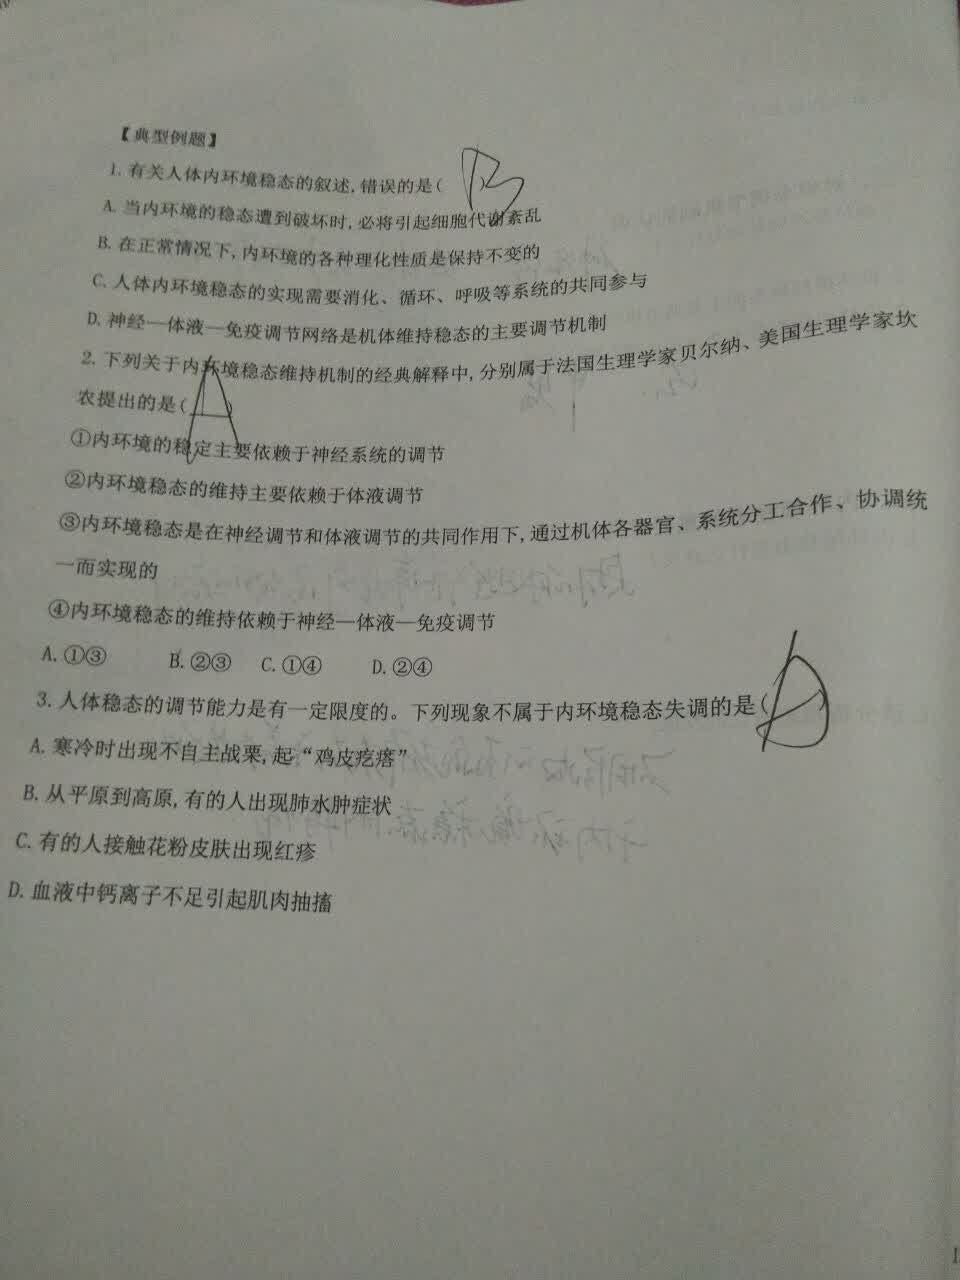 【典型例题】
1. 有关人体内环境稳态的叙述,错误的是( B )
A. 当内环境的稳态遭到破坏时,必将引起细胞代谢紊乱
B. 在正常情况下,内环境的各种理化性质是保持不变的
C. 人体内环境稳态的实现需要消化、循环、呼吸等系统的共同参与
D. 神经—体液—免疫调节网络是机体维持稳态的主要调节机制
2. 下列关于内环境稳态维持机制的经典解释中,分别属于法国生理学家贝尔纳、美国生理学家坎
农提出的是( A )
①内环境的稳定主要依赖于神经系统的调节
②内环境稳态的维持主要依赖于体液调节
③内环境稳态是在神经调节和体液调节的共同作用下,通过机体各器官、系统分工合作、协调统
一而实现的
④内环境稳态的维持依赖于神经—体液—免疫调节
A. ①③ B. ②③ C. ①④ D. ②④
3. 人体稳态的调节能力是有一定限度的。下列现象不属于内环境稳态失调的是(
A. 寒冷时出现不自主战栗,起“鸡皮疙瘩”
B. 从平原到高原,有的人出现肺水肿症状
C. 有的人接触花粉皮肤出现红疹
D. 血液中钙离子不足引起肌肉抽搐